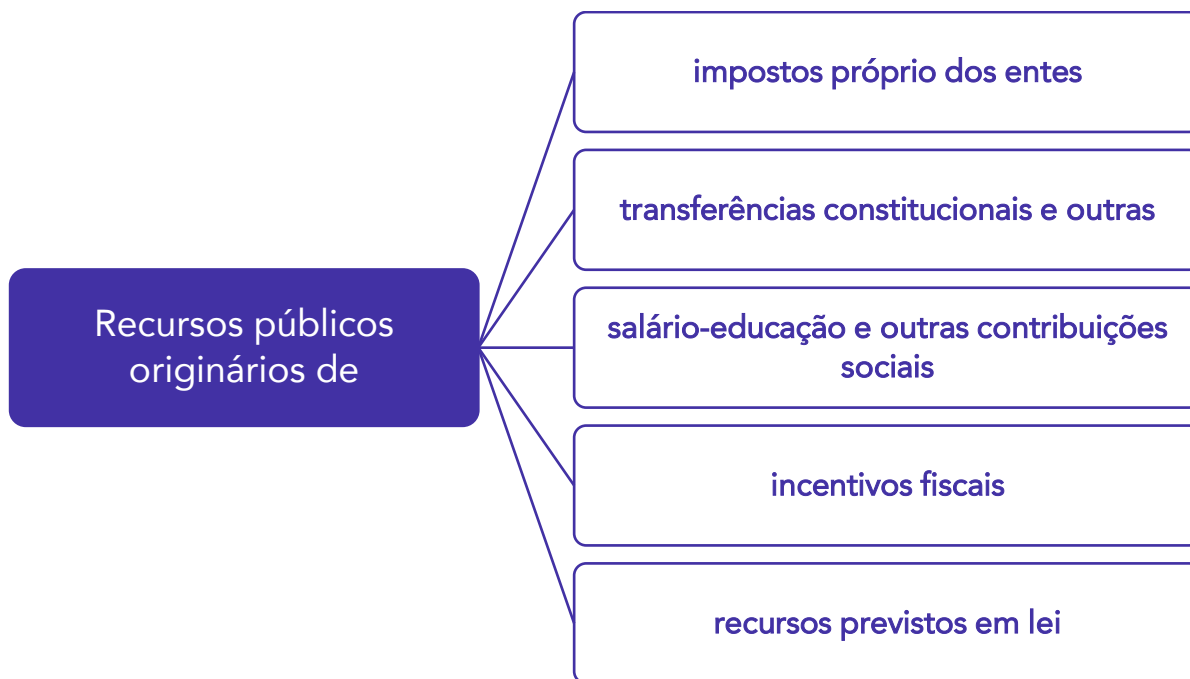 impostos próprio dos entes
transferências constitucionais e outras
Recursos públicos
originários de
salário-educação e outras contribuições
sociais
incentivos fiscais
recursos previstos em lei